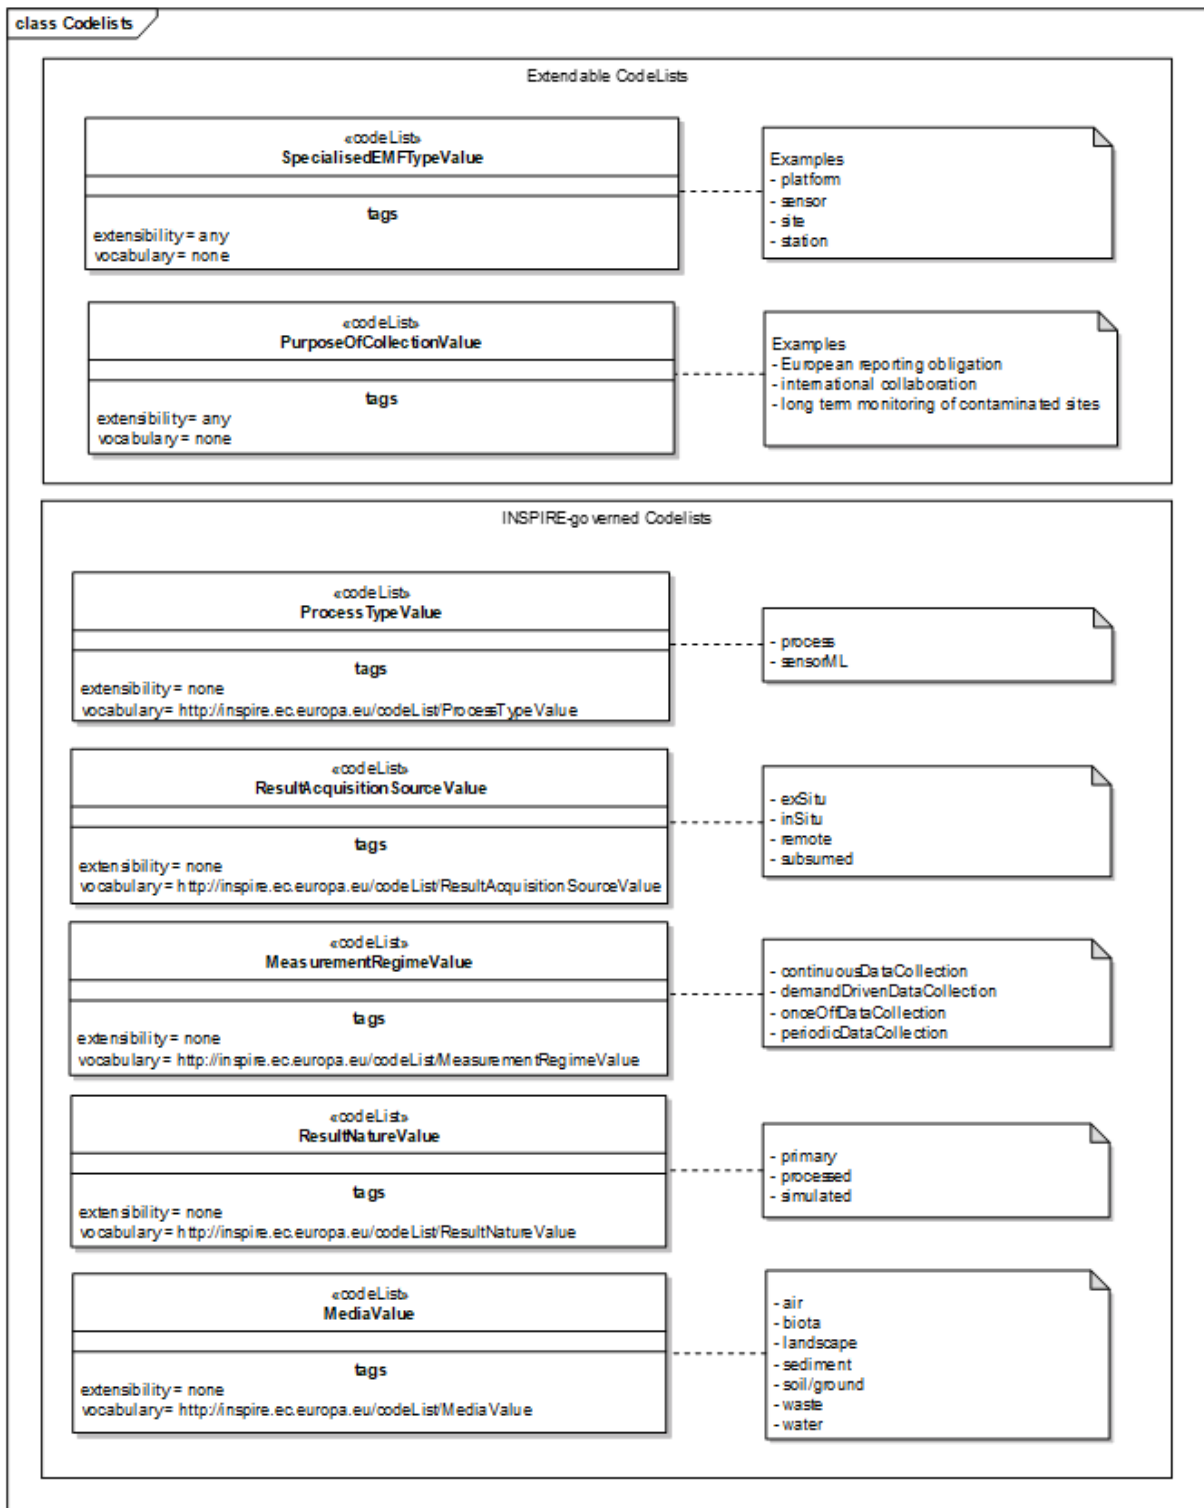 class Codelists
Extendable CodeLists
«codeList»
SpecialisedEMFTypeValue
tags
extensibility = any
vocabulary = none
Examples
- platform
- sensor
- site
- station
«codeList»
PurposeOfCollectionValue
tags
extensibility = any
vocabulary = none
Examples
- European reporting obligation
- international collaboration
- long term monitoring of contaminated sites
INSPIRE-governed Codelists
«codeList»
ProcessTypeValue
tags
extensibility = none
vocabulary = http://inspire.ec.europa.eu/codeList/ProcessTypeValue
- process
- sensorML
«codeList»
ResultAcquisitionSourceValue
tags
extensibility = none
vocabulary = http://inspire.ec.europa.eu/codeList/ResultAcquisitionSourceValue
- exSitu
- inSitu
- remote
- subsumed
«codeList»
MeasurementRegimeValue
tags
extensibility = none
vocabulary = http://inspire.ec.europa.eu/codeList/MeasurementRegimeValue
- continuousDataCollection
- demandDrivenDataCollection
- onceOffDataCollection
- periodicDataCollection
«codeList»
ResultNatureValue
tags
extensibility = none
vocabulary = http://inspire.ec.europa.eu/codeList/ResultNatureValue
- primary
- processed
- simulated
«codeList»
MediaValue
tags
extensibility = none
vocabulary = http://inspire.ec.europa.eu/codeList/MediaValue
- air
- biota
- landscape
- sediment
- soil/ground
- waste
- water